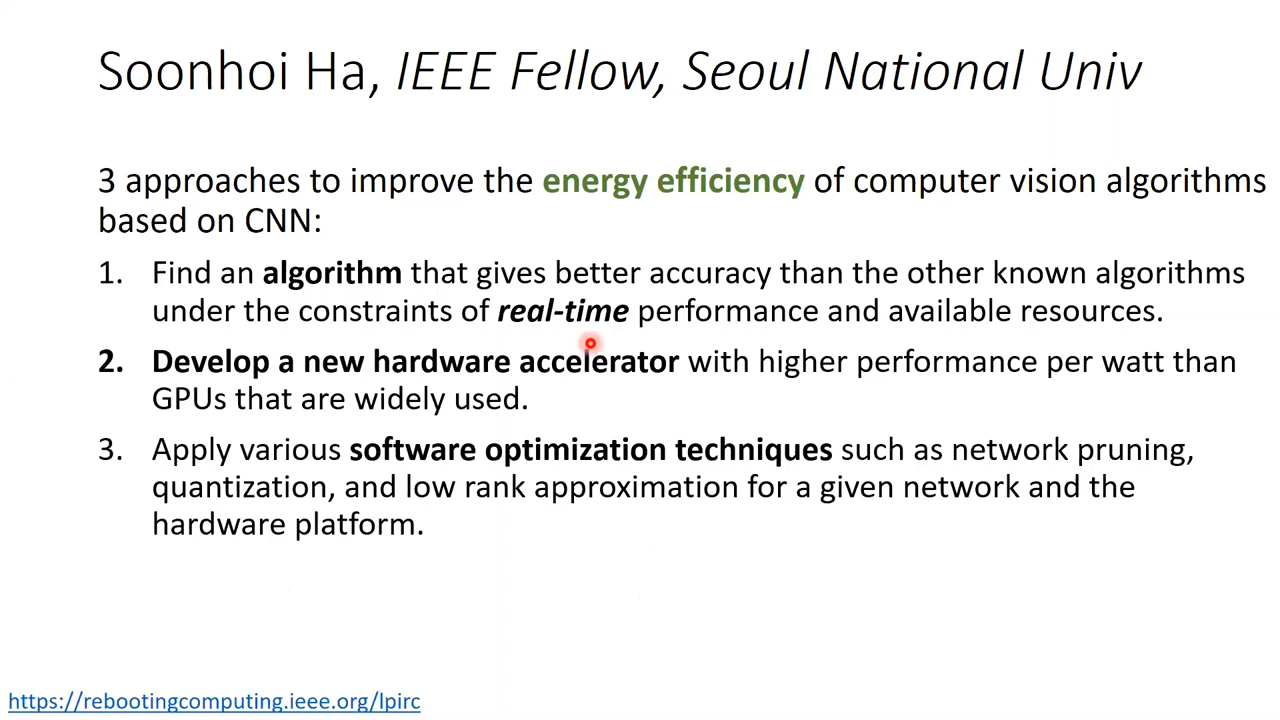 Soonhoi Ha, IEEE Fellow, Seoul National Univ
3 approaches to improve the energy efficiency of computer vision algorithms
based on CNN:
1. Find an algorithm that gives better accuracy than the other known algorithms
under the constraints of real-time performance and available resources.
2. Develop a new hardware accelerator with higher performance per watt than
GPUs that are widely used.
3. Apply various software optimization techniques such as network pruning,
quantization, and low rank approximation for a given network and the
hardware platform.
https://rebootingcomputing.ieee.org/lpirc